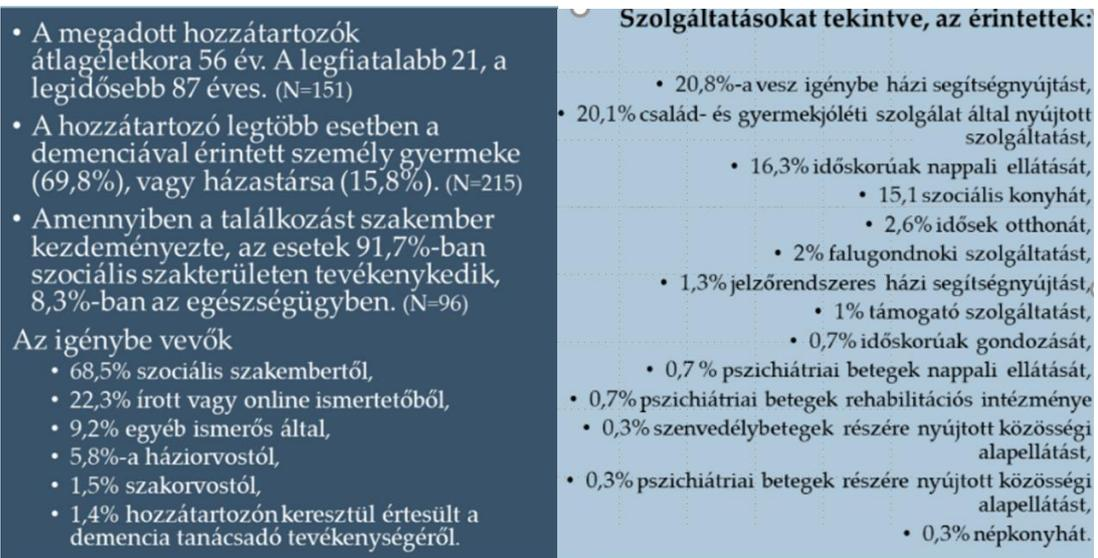 • A megadott hozzátartozók
átlagéletkora 56 év. A legfiatalabb 21, a
legidősebb 87 éves. (N=151)
• A hozzátartozó legtöbb esetben a
demenciával érintett személy gyermeke
(69,8%), vagy házastársa (15,8%). (N=215)
• Amennyiben a találkozást szakember
kezdeményezte, az esetek 91,7%-ban
szociális szakterületen tevékenykedik,
8,3%-ban az egészségügyben. (N=96)
Az igénybe vevők
• 68,5% szociális szakembertől,
• 22,3% írott vagy online ismertetőből,
• 9,2% egyéb ismerős által,
• 5,8%-a háziorvostól,
• 1,5% szakorvostól,
• 1,4% hozzátartozón keresztül értesült a
demencia tanácsadó tevékenységéről.
Szolgáltatásokat tekintve, az érintettek:
• 20,8%-a vesz igénybe házi segítségnyújtást,
• 20,1% család- és gyermekjóléti szolgálat által nyújtott
szolgáltatást,
• 16,3% időskorúak nappali ellátását,
• 15,1 szociális konyhát,
• 2,6% idősek otthonát,
• 2% falugondnoki szolgáltatást,
• 1,3% jelzőrendszeres házi segítségnyújtást,
• 1% támogató szolgáltatást,
• 0,7% időskorúak gondozását,
• 0,7 % pszichiátriai betegek nappali ellátását,
• 0,7% pszichiátriai betegek rehabilitációs intézménye
• 0,3% szenvedélybetegek részére nyújtott közösségi
alapellátást,
• 0,3% pszichiátriai betegek részére nyújtott közösségi
alapellátást,
• 0,3% népkonyhát.